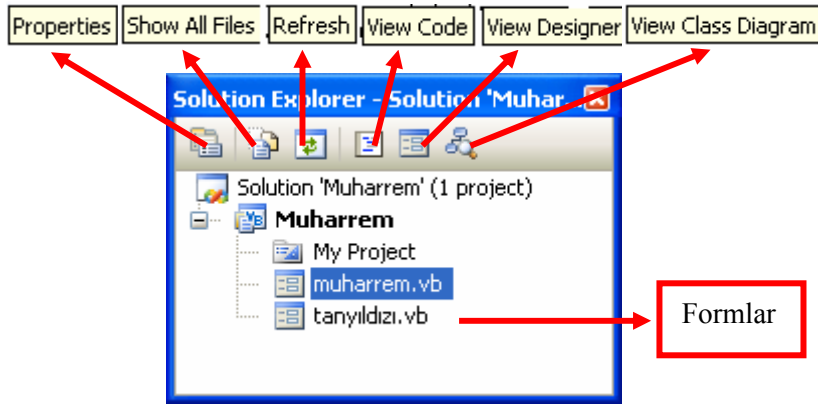 Properties
Show All Files
Refresh
View Code
View Designer
View Class Diagram
Solution Explorer - Solution 'Muhar...
Solution 'Muharrem' (1 project)
Muharrem
My Project
muharrem.vb
tanyıldızı.vb
Formlar